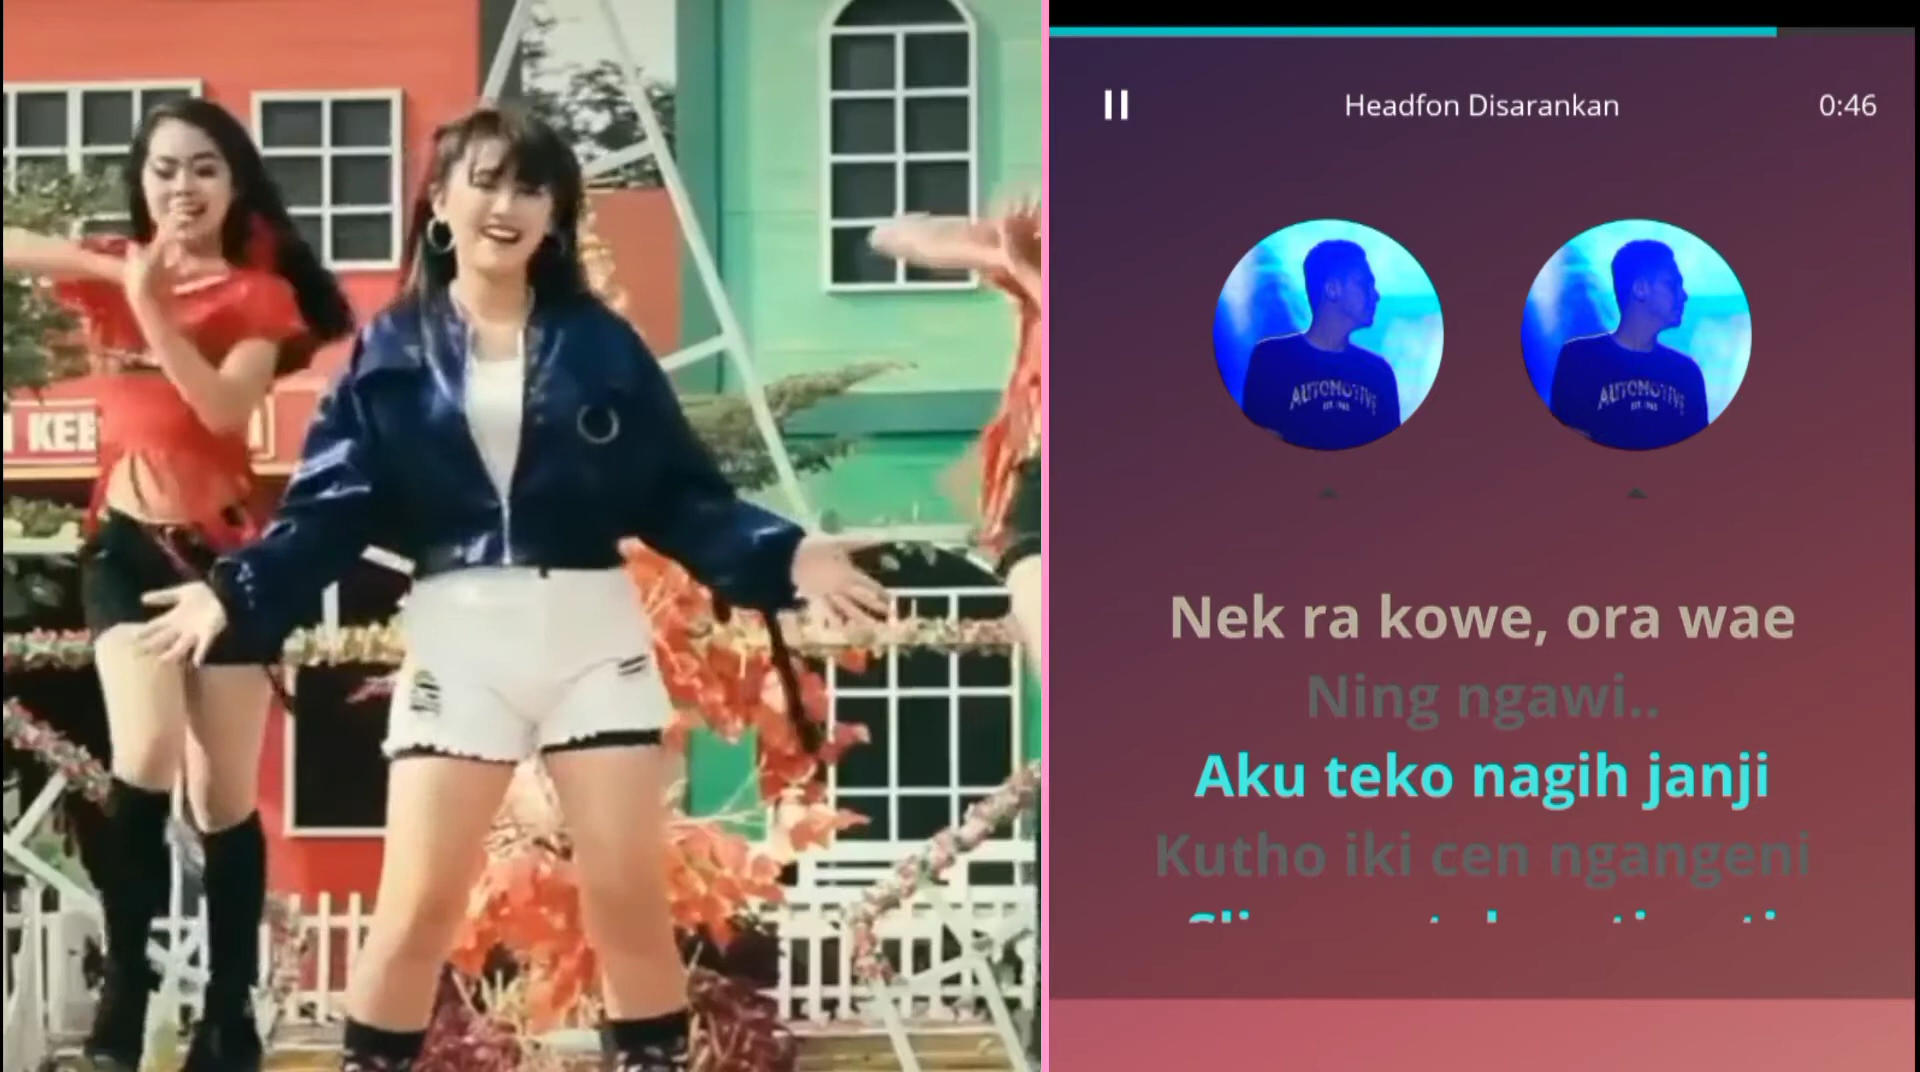 KEE
Headfon Disarankan
0:46
AUTOMOTIVE
AUTOMOTIVE
Nek ra kowe, ora wae
Ning ngawi..
Aku teko nagih janji
Kutho iki cen ngangeni